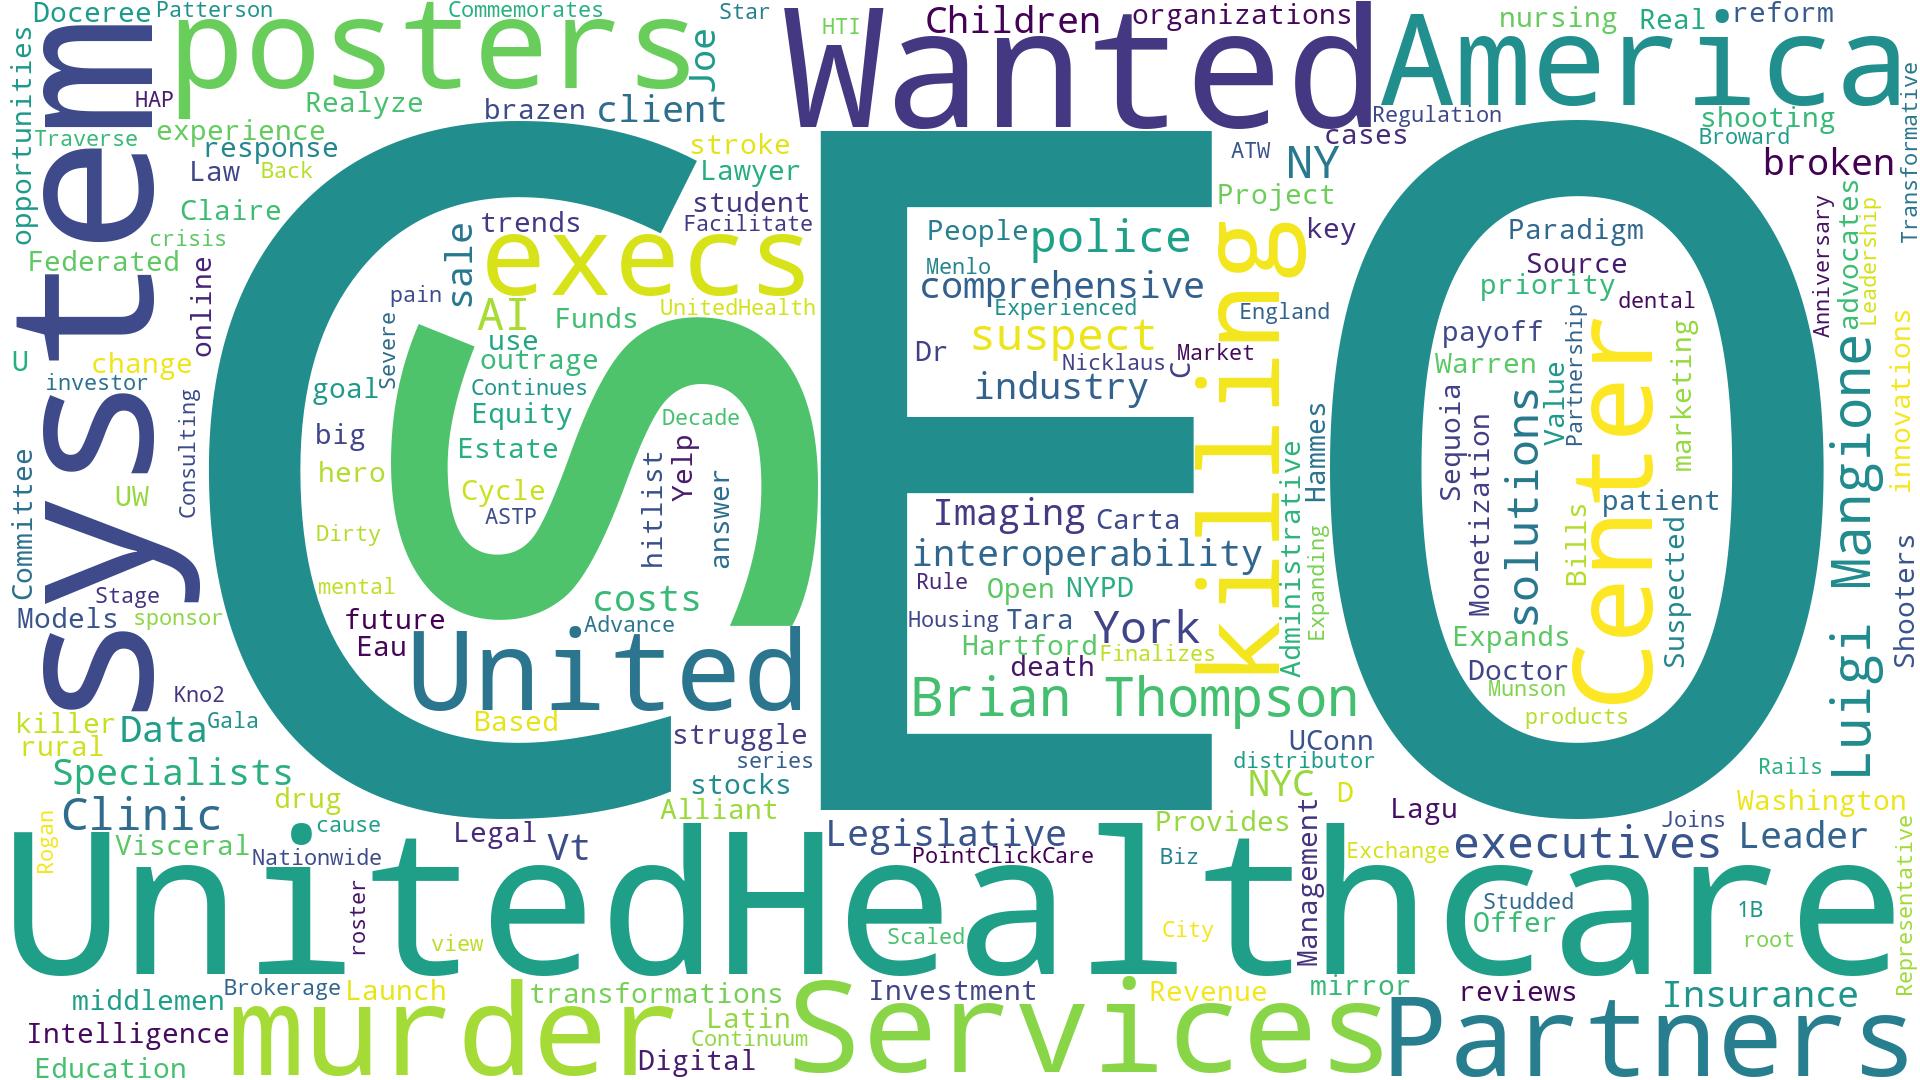 Doceree
Patterson
posters
Commemorates
Star
Joe
Wanted
HTI
Children
organizations
America
nursing
Real
reform
opportunities
system
HAP
Realyze
brazen
client
Regulation
cases
shooting
Broward
Transformative
Traverse
experience
response
stroke
ATW
NY
broken
Law
Back
Lawyer
CEO
Project
key
Claire
student
Facilitate
trends
crisis
sale
execs
People
police
killing
Paradigm
Anniversary
advocates
Leadership
Federated
online
pain
AI
Funds
UnitedHealth
Menlo
comprehensive
Experienced
England
Source
priority
dental
U
change
investor
Severe
use
outrage
suspect
Dr
Nicklaus
C
Market
payoff
Warren
Value
Partnership
Center
marketing
Luigi Mangione
innovations
goal
Continues
Equity
S
Decade
industry
Hammes
Sequoia
solutions
Consulting
big
Estate
Yelp
hitlist
answer
Administrative
Monetization
Committee
UW
hero
Cycle
ASTP
Imaging
Carta
Bills
patient
Suspected
Dirty
interoperability
Expanding
Shooters
mental
Rule
Open
NYPD
Stage
Models
sponsor
future
costs
Advance
Housing
Tara
York
Hartford
Finalizes
Expands
Eau
United
death
Doctor
Munson
Kno2
Brian Thompson
products
killer
rural
Data
Gala
Based
struggle
UConn
Specialists
series
distributor
Rails
stocks
NYC
D
drug
Alliant
Lagu
Washington
Clinic
cause
Legal
Vt
Legislative
Provides
Management
Joins
executives
Leader
Rogan
Visceral
Nationwide
PointClickCare
Biz
Exchange
Representative
UnitedHealthcare
roster
view
Scaled
City
Studded
Offer
1B
root
middlemen
Brokerage
Launch
transformations
Investment
Revenue
mirror
reviews
Insurance
Intelligence
murder
Latin
Continuum
Services
Partners
Education
Digital